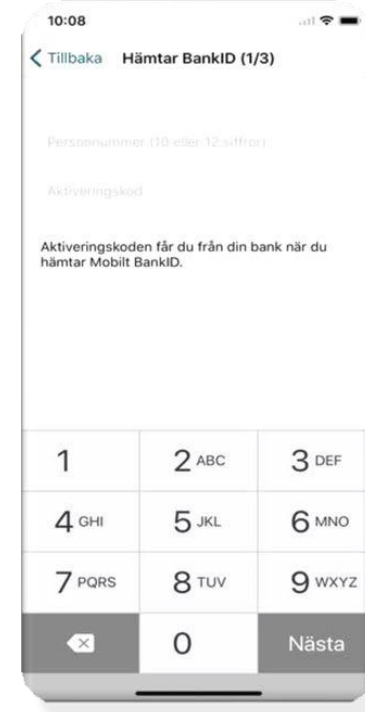 10:08
Tillbaka Hämtar BankID (1/3)
Personnummer (10 eller 12 siffror)
Aktiveringskod
Aktiveringskoden får du från din bank när du
hämtar Mobilt BankID.
1 2 ABC 3 DEF
4 GHI 5 JKL 6 MNO
7 PQRS 8 TUV 9 WXYZ
0 Nästa